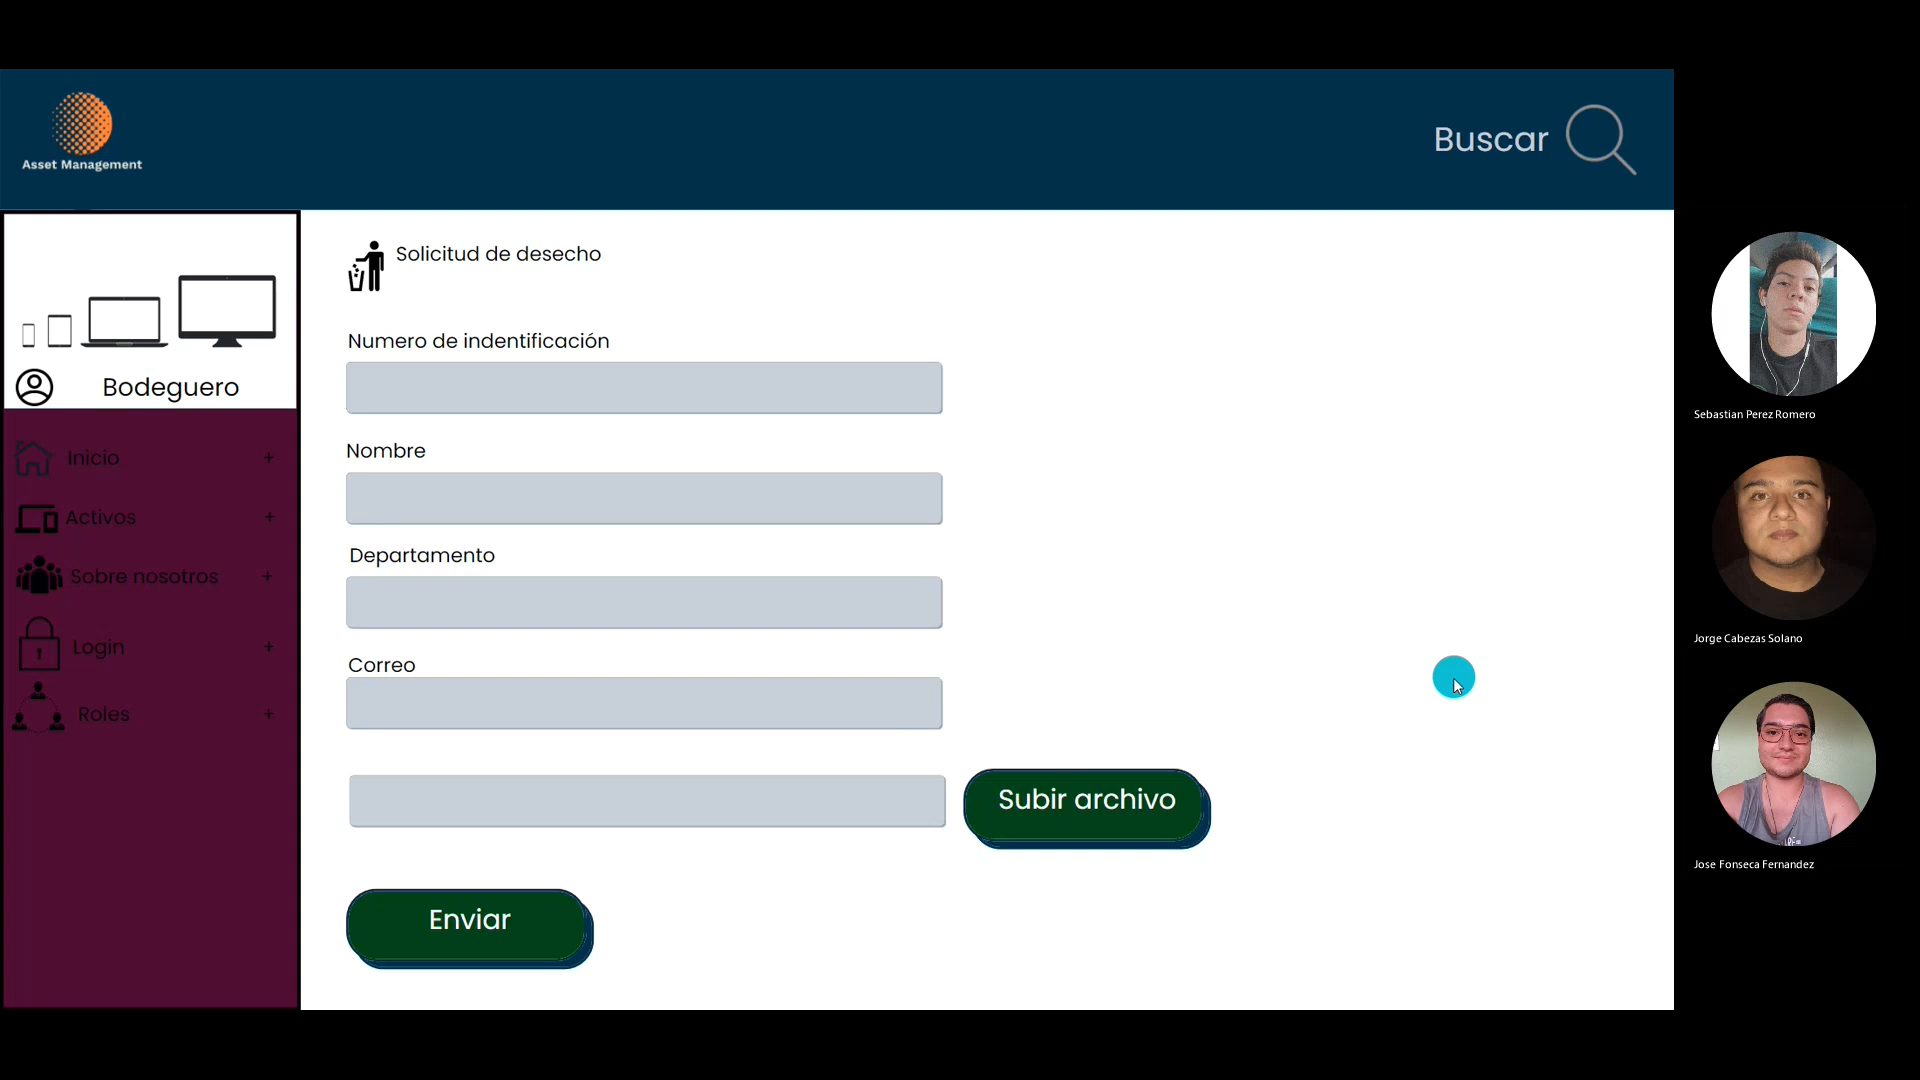 Asset Management
Buscar
Bodeguero
Inicio +
Activos +
Sobre nosotros +
Login +
Roles +
Solicitud de desecho
Numero de indentificación
Nombre
Departamento
Correo
Subir archivo
Enviar
Sebastian Perez Romero
Jorge Cabezas Solano
Jose Fonseca Fernandez